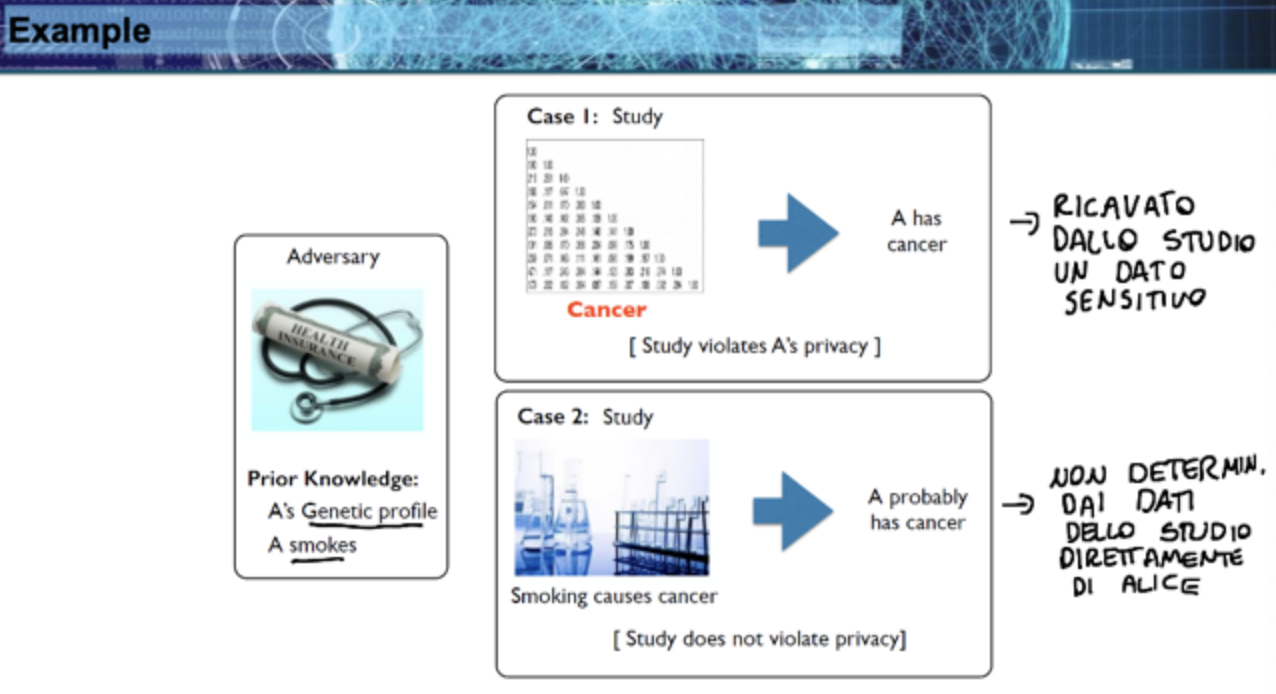 Example
Adversary
HEALTH
INSURANCE
Prior Knowledge:
A's Genetic profile
A smokes
Case 1: Study
Cancer
A has
cancer
[ Study violates A's privacy ]
→ RICAVATO
DALLO STUDIO
UN DATO
SENSITIVO
Case 2: Study
Smoking causes cancer
A probably
has cancer
[ Study does not violate privacy]
→ NON DETERMIN.
DAI DATI
DELLO STUDIO
DIRETTAMENTE
DI ALICE